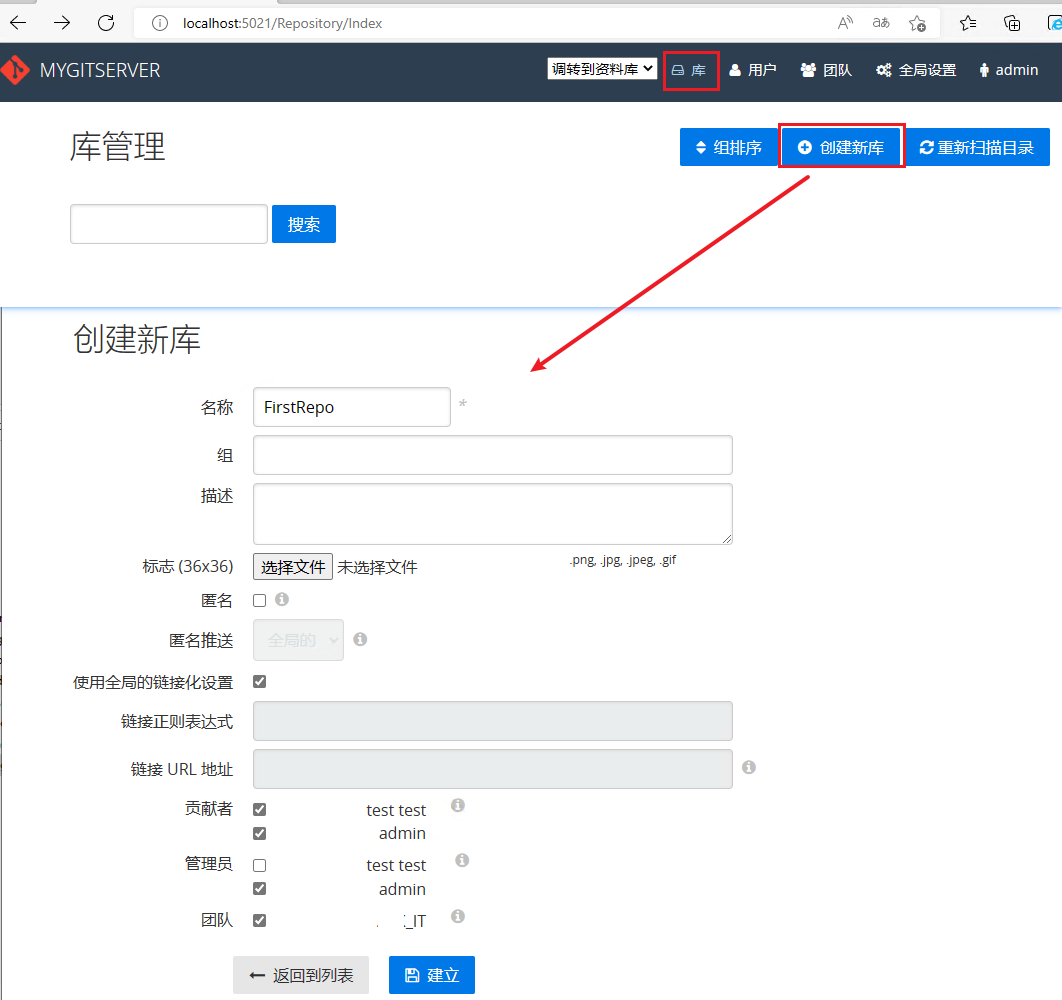 localhost:5021/Repository/Index
MYGITSERVER 调转到资料库 库 用户 团队 全局设置 admin
库管理 组排序 创建新库 重新扫描目录
搜索
创建新库
名称 FirstRepo *
组
描述
标志 (36x36) 选择文件 未选择文件 .png, .jpg, .jpeg, .gif
匿名
匿名推送 全局的
使用全局的链接化设置
链接正则表达式
链接 URL 地址
贡献者 test test
admin
管理员 test test
admin
团队 _IT
返回到列表 建立